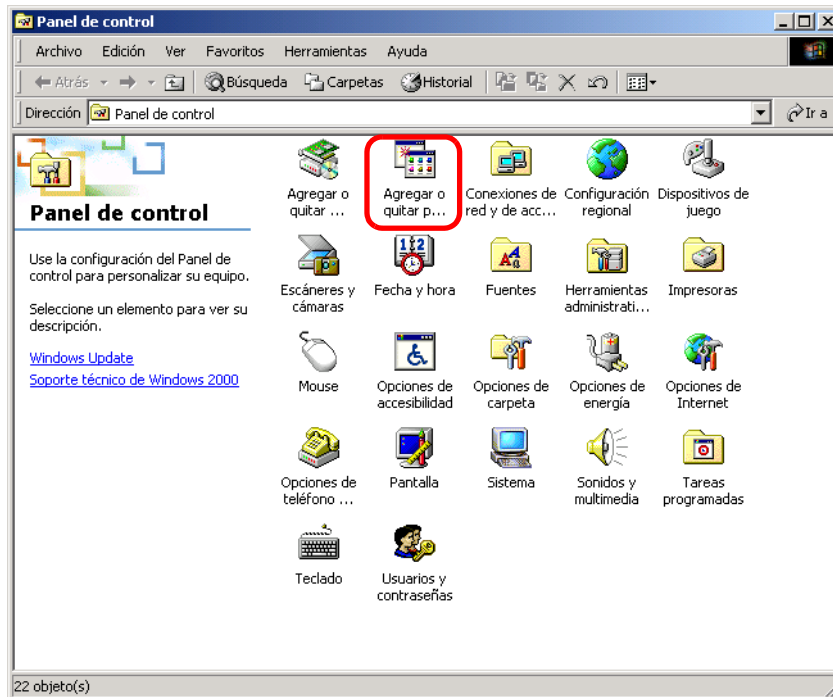 Panel de control
Archivo Edición Ver Favoritos Herramientas Ayuda
Atrás Búsqueda Carpetas Historial
Dirección Panel de control Ir a
Panel de control
Use la configuración del Panel de
control para personalizar su equipo.
Seleccione un elemento para ver su
descripción.
Windows Update
Soporte técnico de Windows 2000
Agregar o
quitar ...
Agregar o
quitar p...
Conexiones de
red y de acc...
Configuración
regional
Dispositivos de
juego
Escáneres y
cámaras
Fecha y hora
Fuentes
Herramientas
administrati...
Impresoras
Mouse
Opciones de
accesibilidad
Opciones de
carpeta
Opciones de
energía
Opciones de
Internet
Opciones de
teléfono ...
Pantalla
Sistema
Sonidos y
multimedia
Tareas
programadas
Teclado
Usuarios y
contraseñas
22 objeto(s)